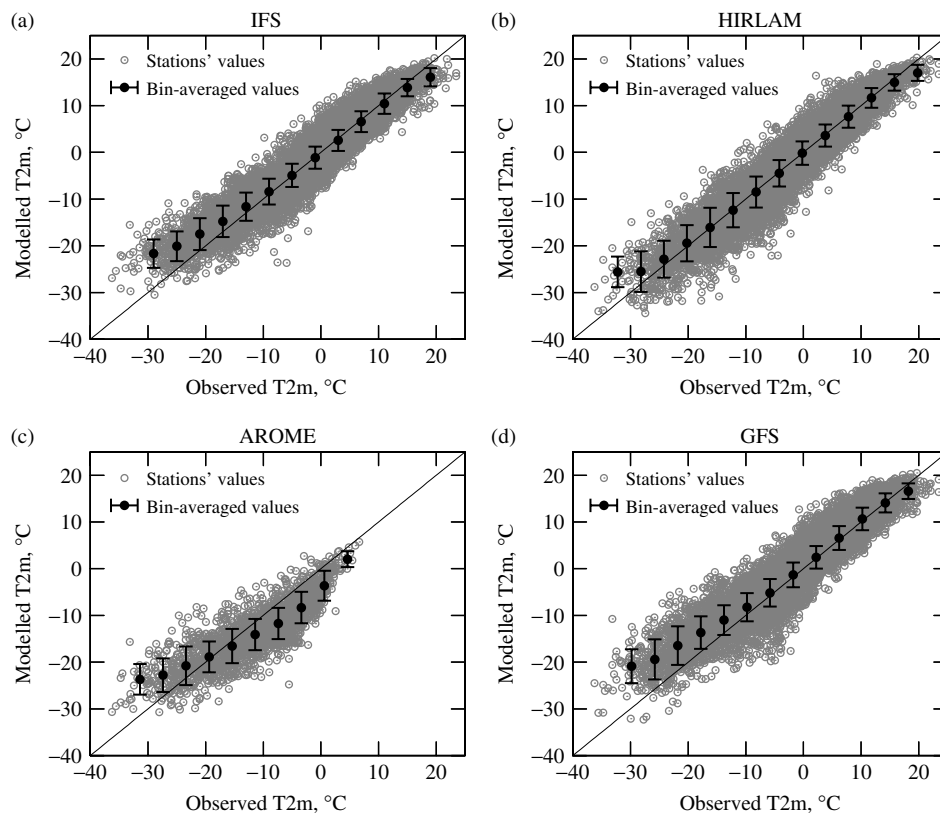 (a) IFS
20
10
0
−10
−20
−30
−40
−40 −30 −20 −10 0 10 20
Modelled T2m, °C
Observed T2m, °C
Stations’ values
Bin-averaged values
(b) HIRLAM
20
10
0
−10
−20
−30
−40
−40 −30 −20 −10 0 10 20
Modelled T2m, °C
Observed T2m, °C
Stations’ values
Bin-averaged values
(c) AROME
20
10
0
−10
−20
−30
−40
−40 −30 −20 −10 0 10 20
Modelled T2m, °C
Observed T2m, °C
Stations’ values
Bin-averaged values
(d) GFS
20
10
0
−10
−20
−30
−40
−40 −30 −20 −10 0 10 20
Modelled T2m, °C
Observed T2m, °C
Stations’ values
Bin-averaged values